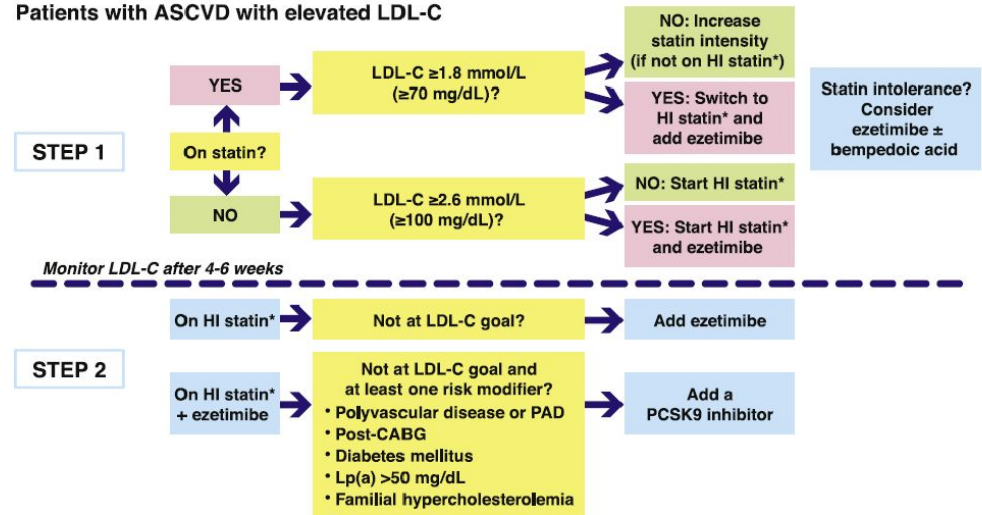 Patients with ASCVD with elevated LDL-C
STEP 1
On statin?
YES
LDL-C ≥1.8 mmol/L
(≥70 mg/dL)?
NO: Increase
statin intensity
(if not on HI statin*)
YES: Switch to
HI statin* and
add ezetimibe
NO
LDL-C ≥2.6 mmol/L
(≥100 mg/dL)?
NO: Start HI statin*
YES: Start HI statin*
and ezetimibe
Statin intolerance?
Consider
ezetimibe ±
bempedoic acid
Monitor LDL-C after 4-6 weeks
STEP 2
On HI statin*
Not at LDL-C goal?
Add ezetimibe
On HI statin*
+ ezetimibe
Not at LDL-C goal and
at least one risk modifier?
• Polyvascular disease or PAD
• Post-CABG
• Diabetes mellitus
• Lp(a) >50 mg/dL
• Familial hypercholesterolemia
Add a
PCSK9 inhibitor